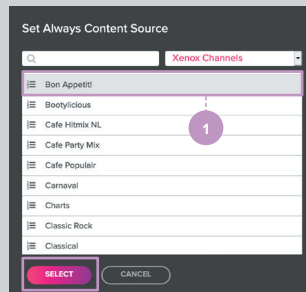 Set Always Content Source
Xenox Channels
Bon Appetit!
Bootylicious
Cafe Hitmix NL
1
Cafe Party Mix
Cafe Populair
Carnaval
Charts
Classic Rock
Classical
SELECT CANCEL